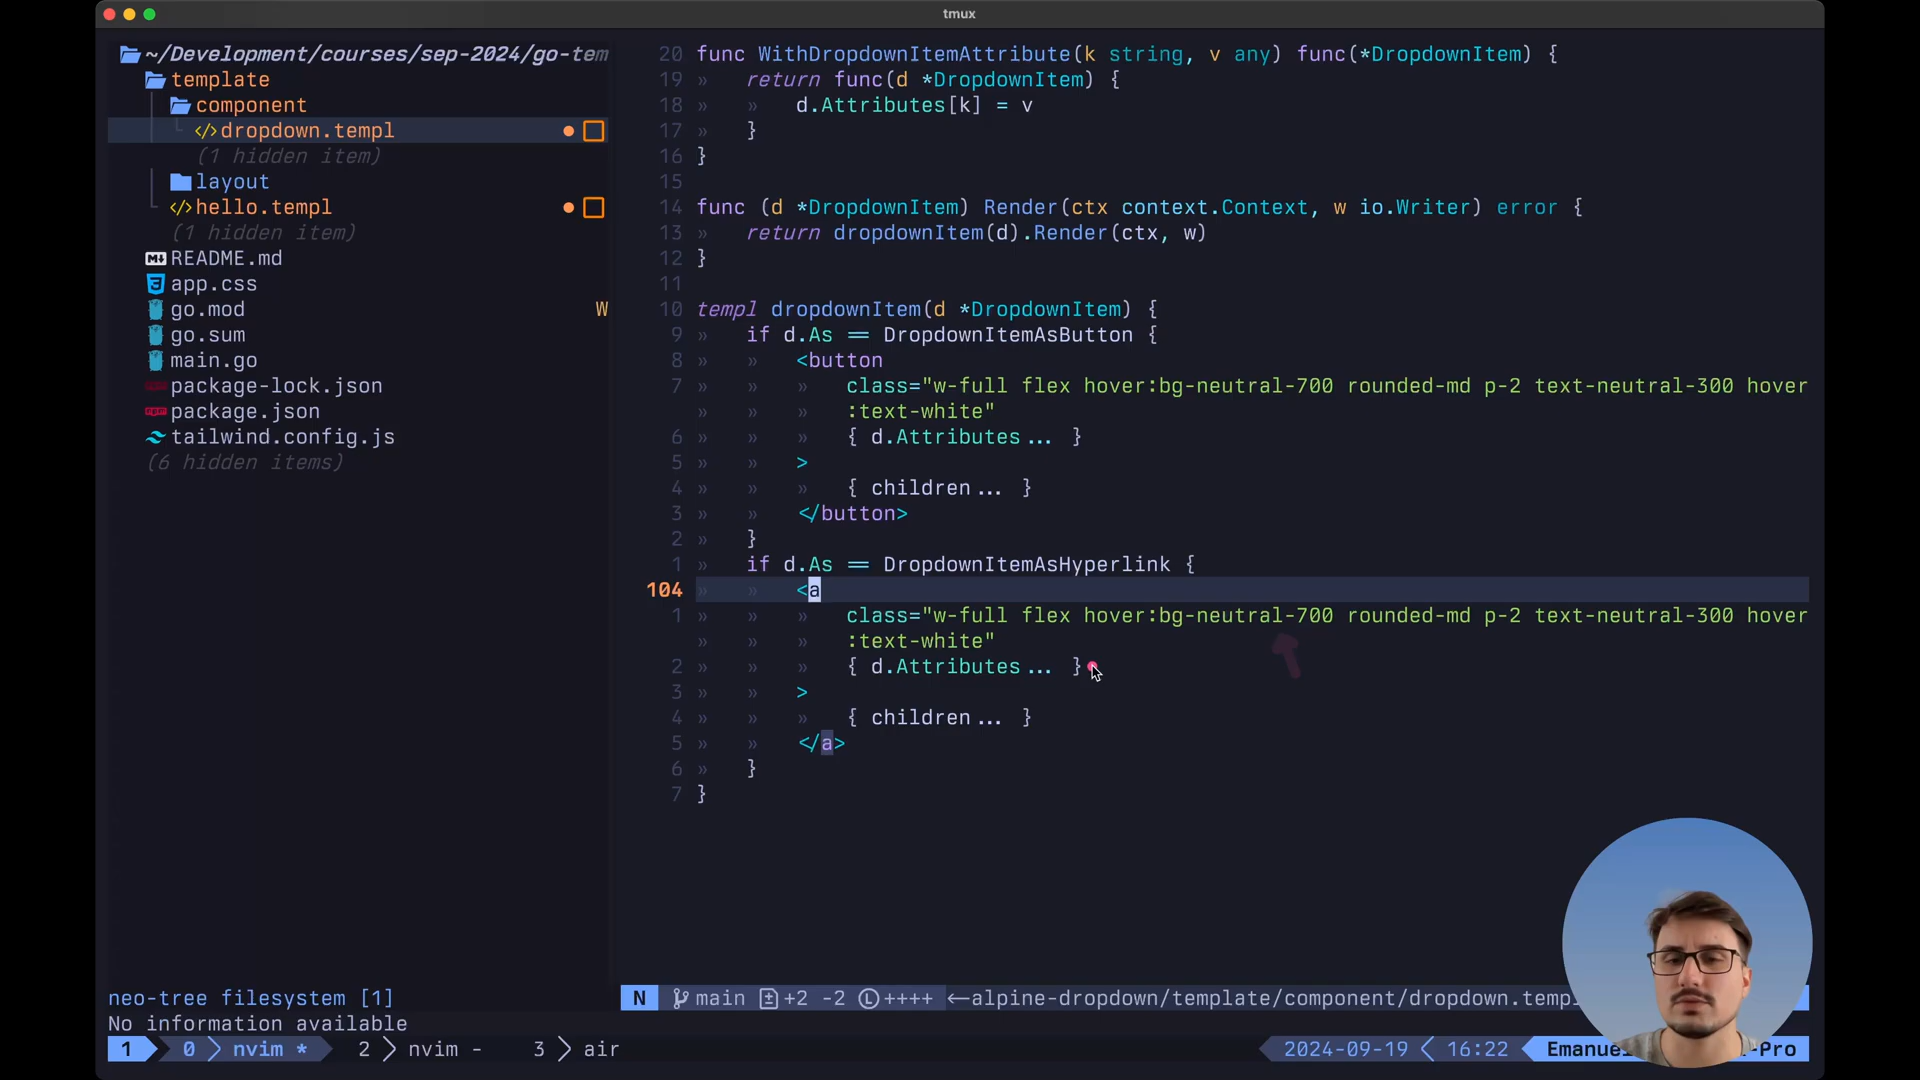 tmux
~/Development/courses/sep-2024/go-tem
template
component
</>dropdown.templ
(1 hidden item)
layout
</>hello.templ
(1 hidden item)
README.md
app.css
go.mod W
go.sum
main.go
package-lock.json
package.json
tailwind.config.js
(6 hidden items)
neo-tree filesystem [1]
20 func WithDropdownItemAttribute(k string, v any) func(*DropdownItem) {
19 » return func(d *DropdownItem) {
18 » » d.Attributes[k] = v
17 » }
16 }
15
14 func (d *DropdownItem) Render(ctx context.Context, w io.Writer) error {
13 » return dropdownItem(d).Render(ctx, w)
12 }
11
10 templ dropdownItem(d *DropdownItem) {
9 » if d.As == DropdownItemAsButton {
8 » » <button
7 » » » class="w-full flex hover:bg-neutral-700 rounded-md p-2 text-neutral-300 hover
» » » :text-white"
6 » » » { d.Attributes... }
5 » » >
4 » » » { children... }
3 » » </button>
2 » }
1 » if d.As == DropdownItemAsHyperlink {
104 » » <a
1 » » » class="w-full flex hover:bg-neutral-700 rounded-md p-2 text-neutral-300 hover
» » » :text-white"
2 » » » { d.Attributes... }
3 » » >
4 » » » { children... }
5 » » </a>
6 » }
7 }
N main +2 -2 Ⓛ++++ ←alpine-dropdown/template/component/dropdown.templ
No information available
1 0 nvim * 2 nvim - 3 air 2024-09-19 16:22 Emanue -Pro